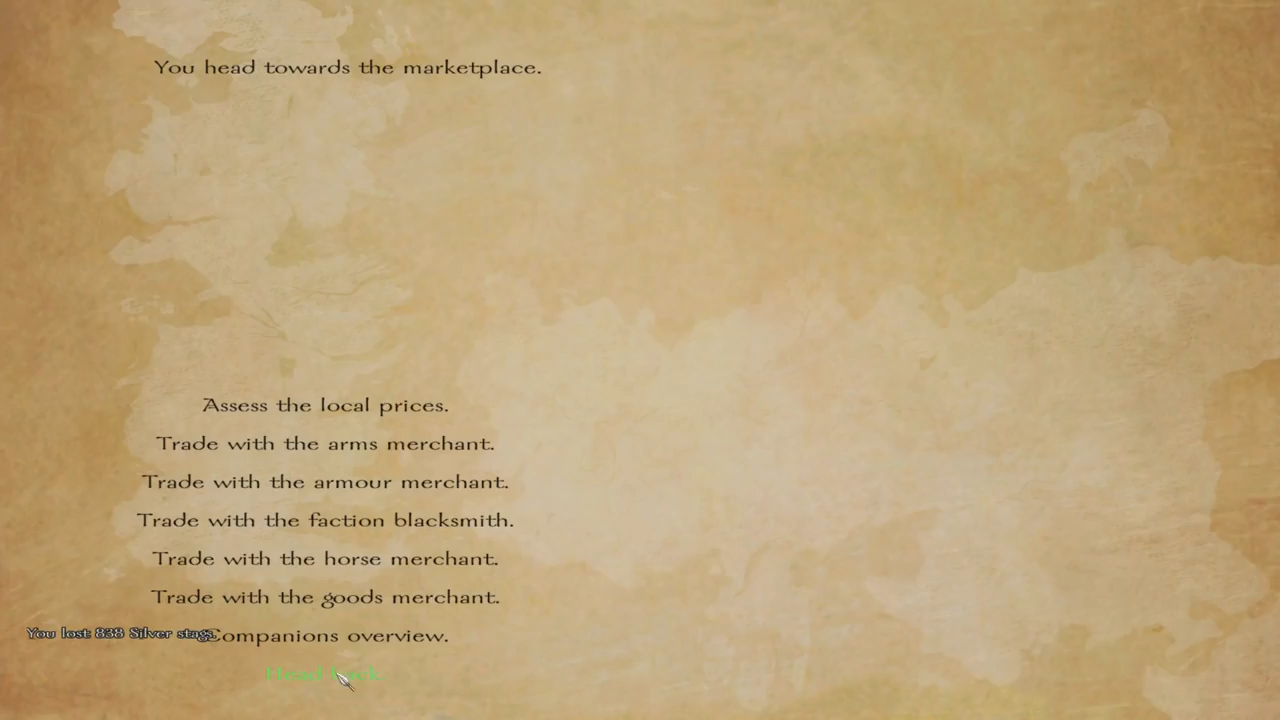 You head towards the marketplace.
Assess the local prices.
Trade with the arms merchant.
Trade with the armour merchant.
Trade with the faction blacksmith.
Trade with the horse merchant.
Trade with the goods merchant.
You lost 838 Silver stags.
Companions overview.
Head back.